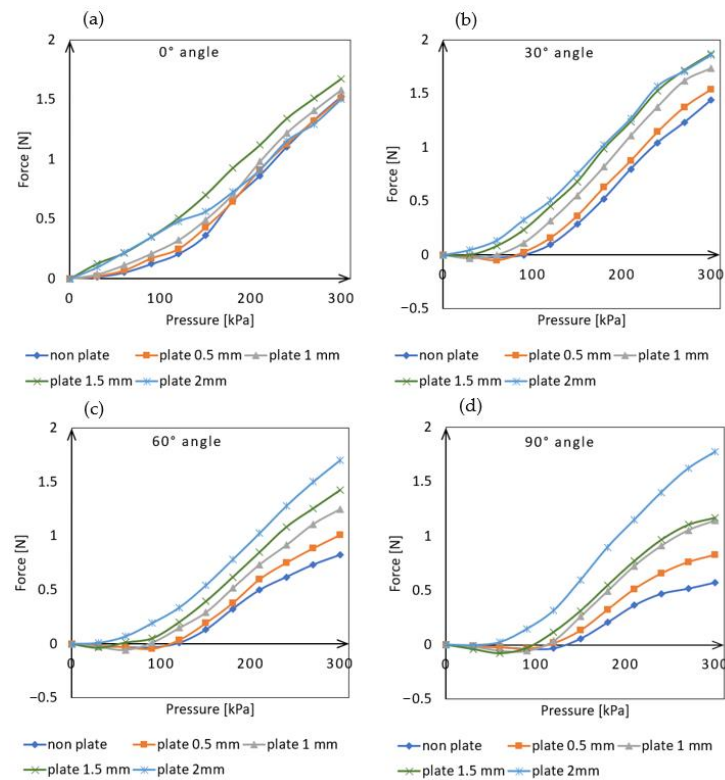 (a)
0° angle
2
1.5
1
0.5
0
0
100
200
300
Force [N]
Pressure [kPa]
non plate
plate 0.5 mm
plate 1 mm
plate 1.5 mm
plate 2mm
(b)
30° angle
2
1.5
1
0.5
0
−0.5
0
100
200
300
Force [N]
Pressure [kPa]
non plate
plate 0.5 mm
plate 1 mm
plate 1.5 mm
plate 2mm
(c)
60° angle
2
1.5
1
0.5
0
−0.5
0
100
200
300
Force [N]
Pressure [kPa]
non plate
plate 0.5 mm
plate 1 mm
plate 1.5 mm
plate 2mm
(d)
90° angle
2
1.5
1
0.5
0
−0.5
0
100
200
300
Force [N]
Pressure [kPa]
non plate
plate 0.5 mm
plate 1 mm
plate 1.5 mm
plate 2mm